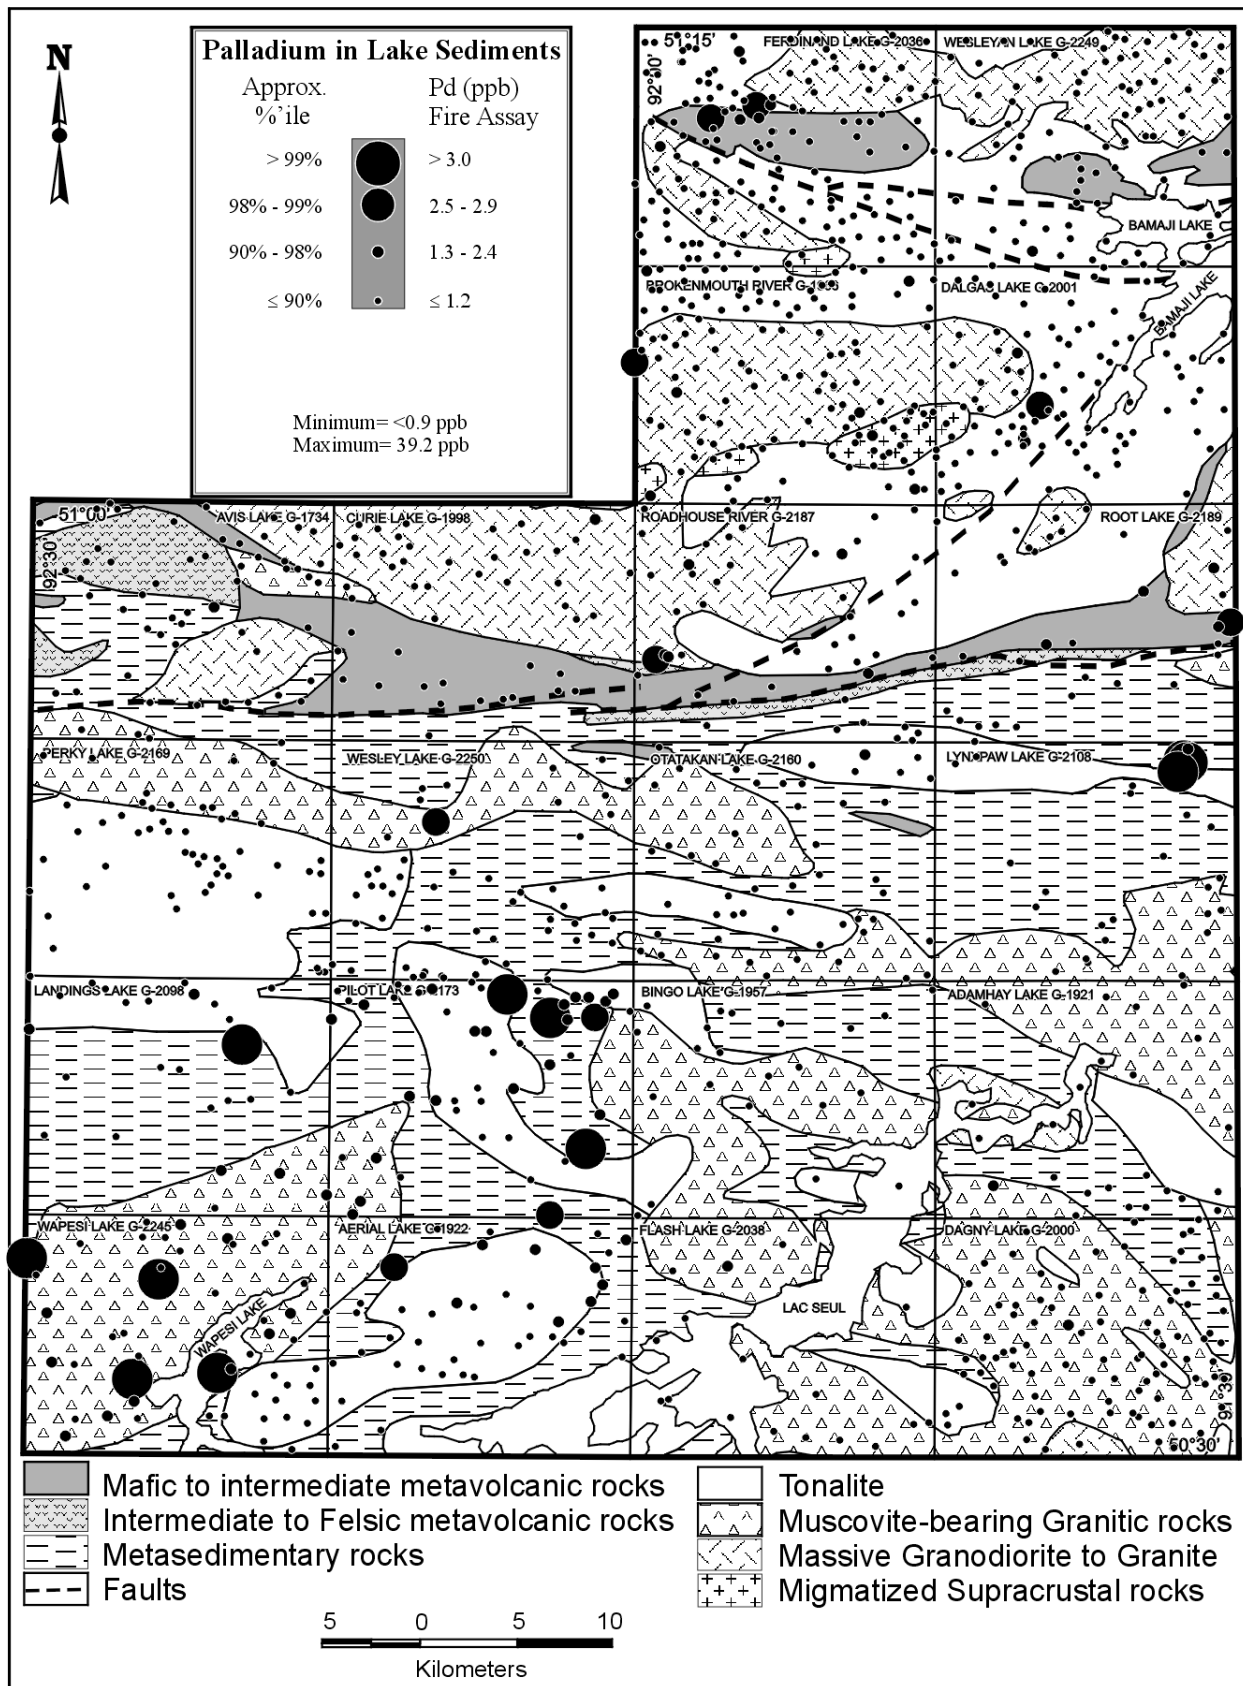 N
Palladium in Lake Sediments
Approx. %'ile
Pd (ppb) Fire Assay
> 99%
> 3.0
98% - 99%
2.5 - 2.9
90% - 98%
1.3 - 2.4
≤ 90%
≤ 1.2
Minimum= <0.9 ppb
Maximum= 39.2 ppb
51°15'
92°00'
FERDINAND LAKE G-2036
WESLEYAN LAKE G-2249
BAMAJI LAKE
BROKENMOUTH RIVER
DALGAS LAKE G-2001
BAMAJI LAKE
51°00'
92°30'
AVIS LAKE G-1734
CURIE LAKE G-1998
ROADHOUSE RIVER G-2187
ROOT LAKE G-2189
PERKY LAKE G-2169
WESLEY LAKE G-2250
OTATAKAN LAKE G-2160
LYNXPAW LAKE G-2108
LANDINGS LAKE G-2098
PILOT LAKE G-2173
BINGO LAKE G-1957
ADAMHAY LAKE G-1921
WAPESI LAKE G-2245
AERIAL LAKE G-1922
FLASH LAKE G-2038
DAGNY LAKE G-2000
WAPESI LAKE
LAC SEUL
91°30'
50°30'
Mafic to intermediate metavolcanic rocks
Intermediate to Felsic metavolcanic rocks
Metasedimentary rocks
Faults
Tonalite
Muscovite-bearing Granitic rocks
Massive Granodiorite to Granite
Migmatized Supracrustal rocks
5 0 5 10
Kilometers